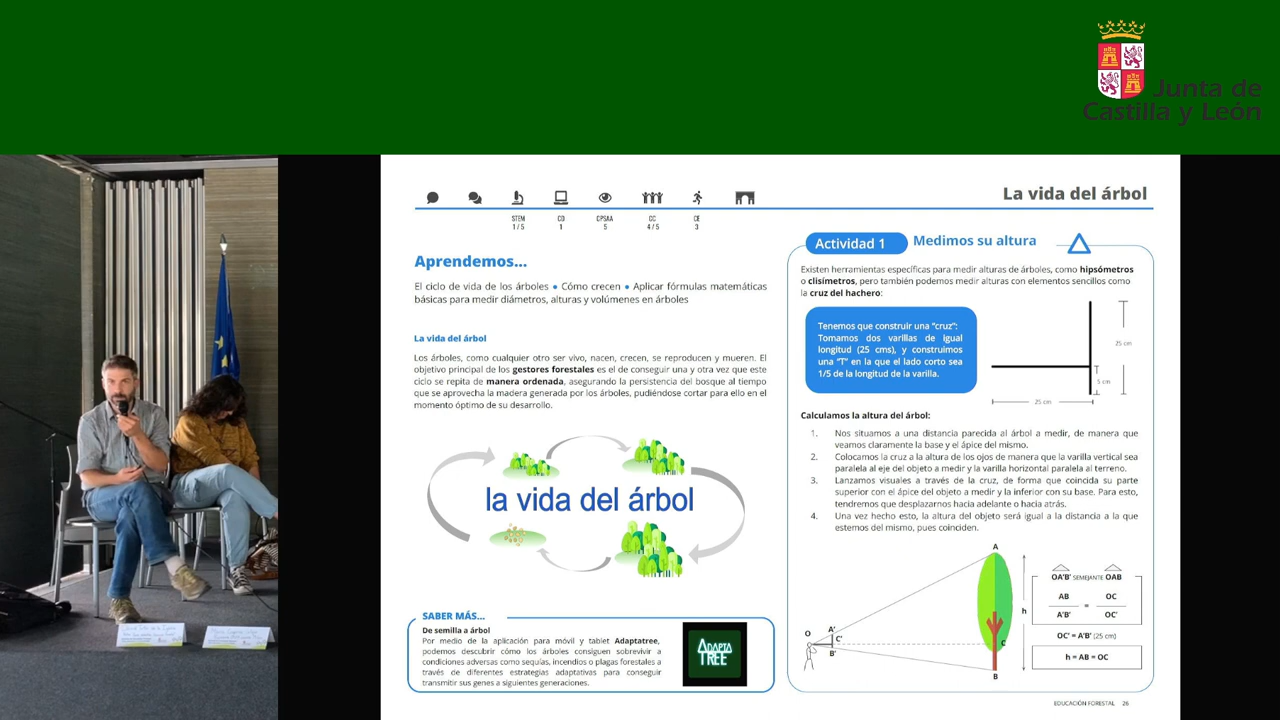 Junta de
Castilla y León
La vida del árbol
STEM
1 / 5
CD
1
CPSAA
5
CC
4 / 5
CE
3
Aprendemos...
El ciclo de vida de los árboles • Cómo crecen • Aplicar fórmulas matemáticas
básicas para medir diámetros, alturas y volúmenes en árboles
La vida del árbol
Los árboles, como cualquier otro ser vivo, nacen, crecen, se reproducen y mueren. El
objetivo principal de los gestores forestales es el de conseguir una y otra vez que este
ciclo se repita de manera ordenada, asegurando la persistencia del bosque al tiempo
que se aprovecha la madera generada por los árboles, pudiéndose cortar para ello en el
momento óptimo de su desarrollo.
la vida del árbol
SABER MÁS...
De semilla a árbol
Por medio de la aplicación para móvil y tablet Adaptatree,
podemos descubrir cómo los árboles consiguen sobrevivir a
condiciones adversas como sequías, incendios o plagas forestales a
través de diferentes estrategias adaptativas para conseguir
transmitir sus genes a siguientes generaciones.
ADAPTA
TREE
Actividad 1 Medimos su altura
Existen herramientas específicas para medir alturas de árboles, como hipsómetros
o clisímetros, pero también podemos medir alturas con elementos sencillos como
la cruz del hachero:
Tenemos que construir una "cruz":
Tomamos dos varillas de igual
longitud (25 cms), y construimos
una "T" en la que el lado corto sea
1/5 de la longitud de la varilla.
25 cm
5 cm
25 cm
Calculamos la altura del árbol:
1. Nos situamos a una distancia parecida al árbol a medir, de manera que
veamos claramente la base y el ápice del mismo.
2. Colocamos la cruz a la altura de los ojos de manera que la varilla vertical sea
paralela al eje del objeto a medir y la varilla horizontal paralela al terreno.
3. Lanzamos visuales a través de la cruz, de forma que coincida su parte
superior con el ápice del objeto a medir y la inferior con su base. Para esto,
tendremos que desplazarnos hacia adelante o hacia atrás.
4. Una vez hecho esto, la altura del objeto será igual a la distancia a la que
estemos del mismo, pues coinciden.
A
O
A'
C'
B'
C
B
h
OA'B' SEMEJANTE OAB
AB OC
=
A'B' OC'
OC' = A'B' (25 cm)
h = AB = OC
EDUCACIÓN FORESTAL 26